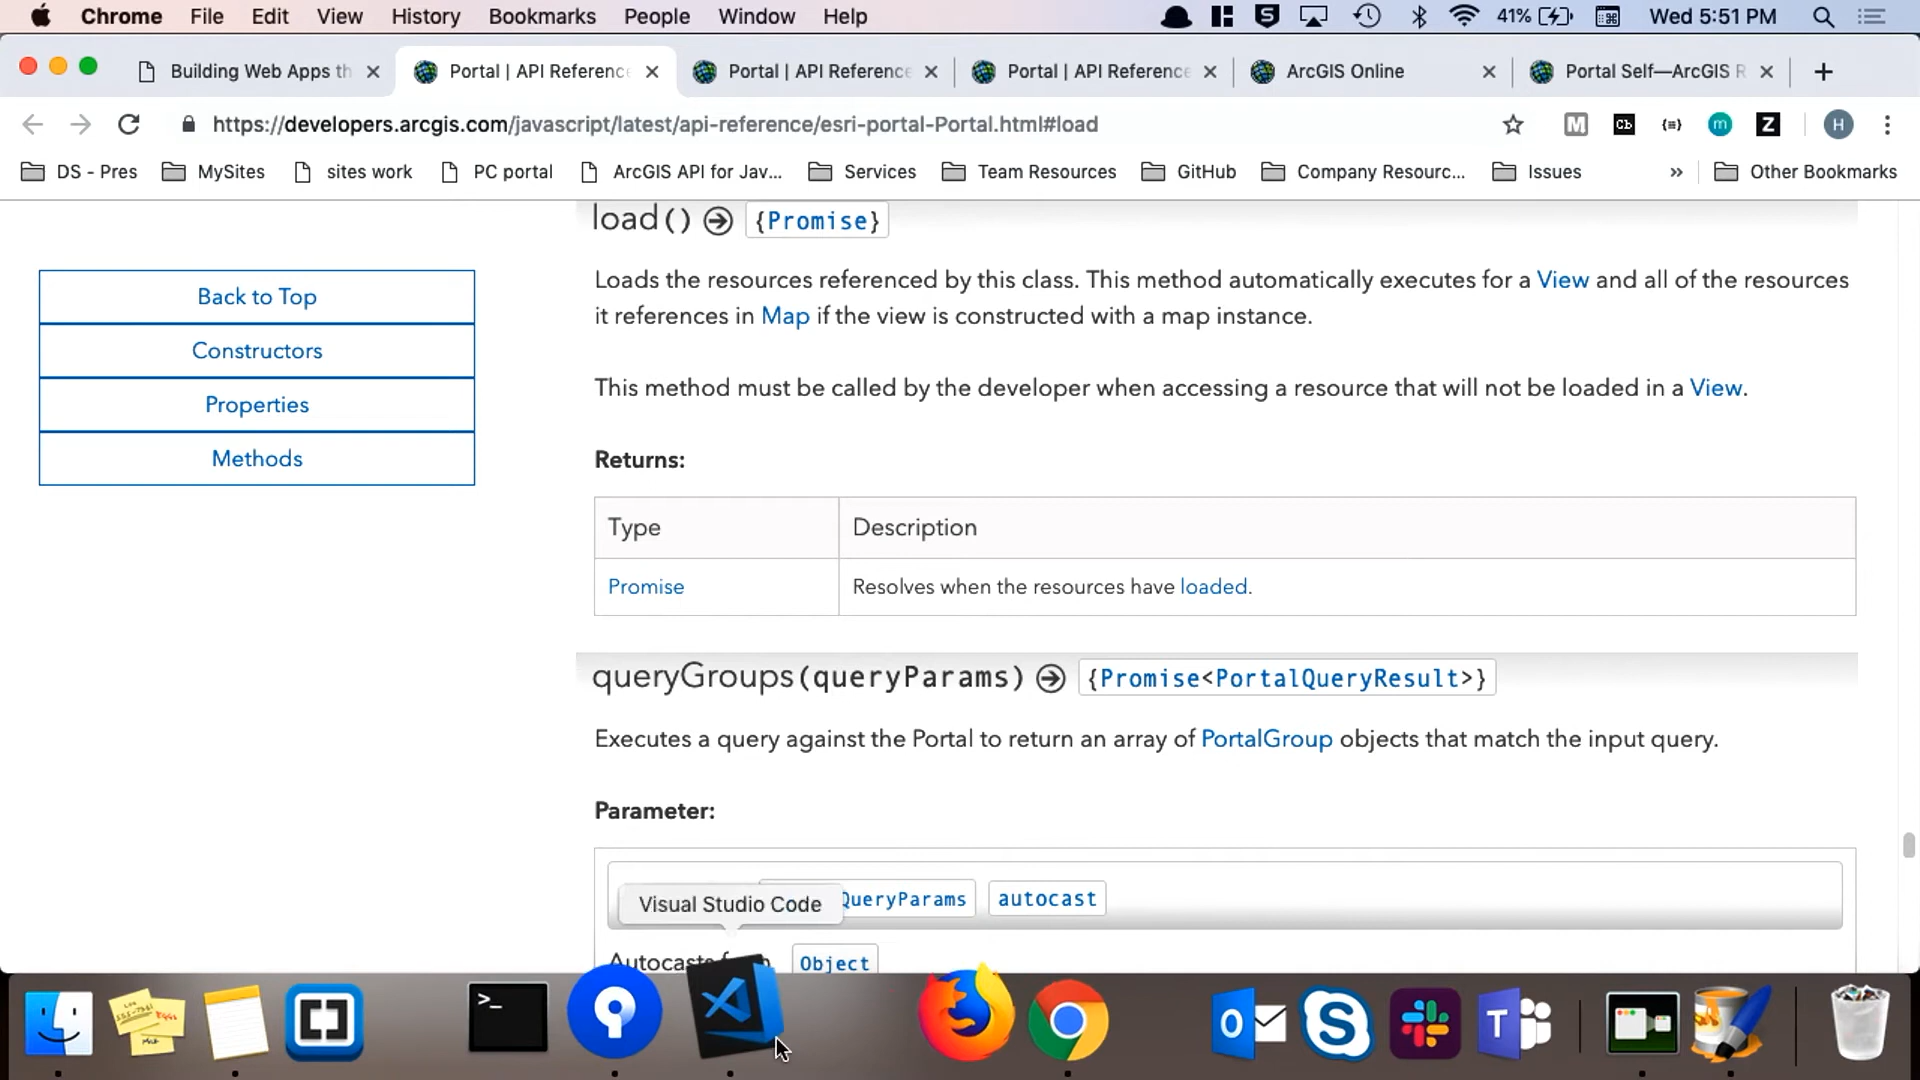 Chrome File Edit View History Bookmarks People Window Help 41% Wed 5:51 PM
Building Web Apps th Portal | API Reference Portal | API Reference Portal | API Reference ArcGIS Online Portal Self—ArcGIS R
https://developers.arcgis.com/javascript/latest/api-reference/esri-portal-Portal.html#load
DS - Pres MySites sites work PC portal ArcGIS API for Jav... Services Team Resources GitHub Company Resourc... Issues » Other Bookmarks
load() {Promise}
Back to Top
Constructors
Properties
Methods
Loads the resources referenced by this class. This method automatically executes for a View and all of the resources
it references in Map if the view is constructed with a map instance.
This method must be called by the developer when accessing a resource that will not be loaded in a View.
Returns:
Type Description
Promise Resolves when the resources have loaded.
queryGroups(queryParams) {Promise<PortalQueryResult>}
Executes a query against the Portal to return an array of PortalGroup objects that match the input query.
Parameter:
Visual Studio Code QueryParams autocast
Object